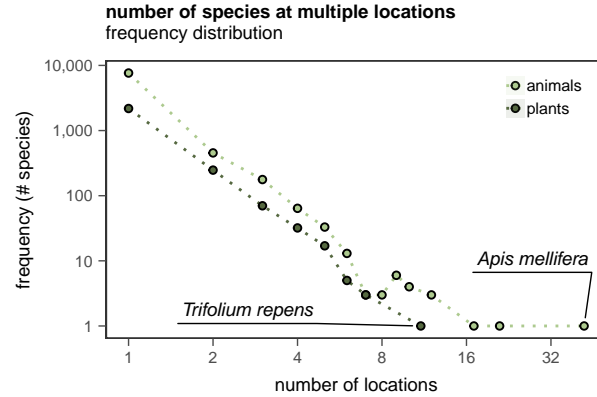 number of species at multiple locations
frequency distribution
frequency (# species)
10,000
1,000
100
10
1
animals
plants
Apis mellifera
Trifolium repens
1 2 4 8 16 32
number of locations